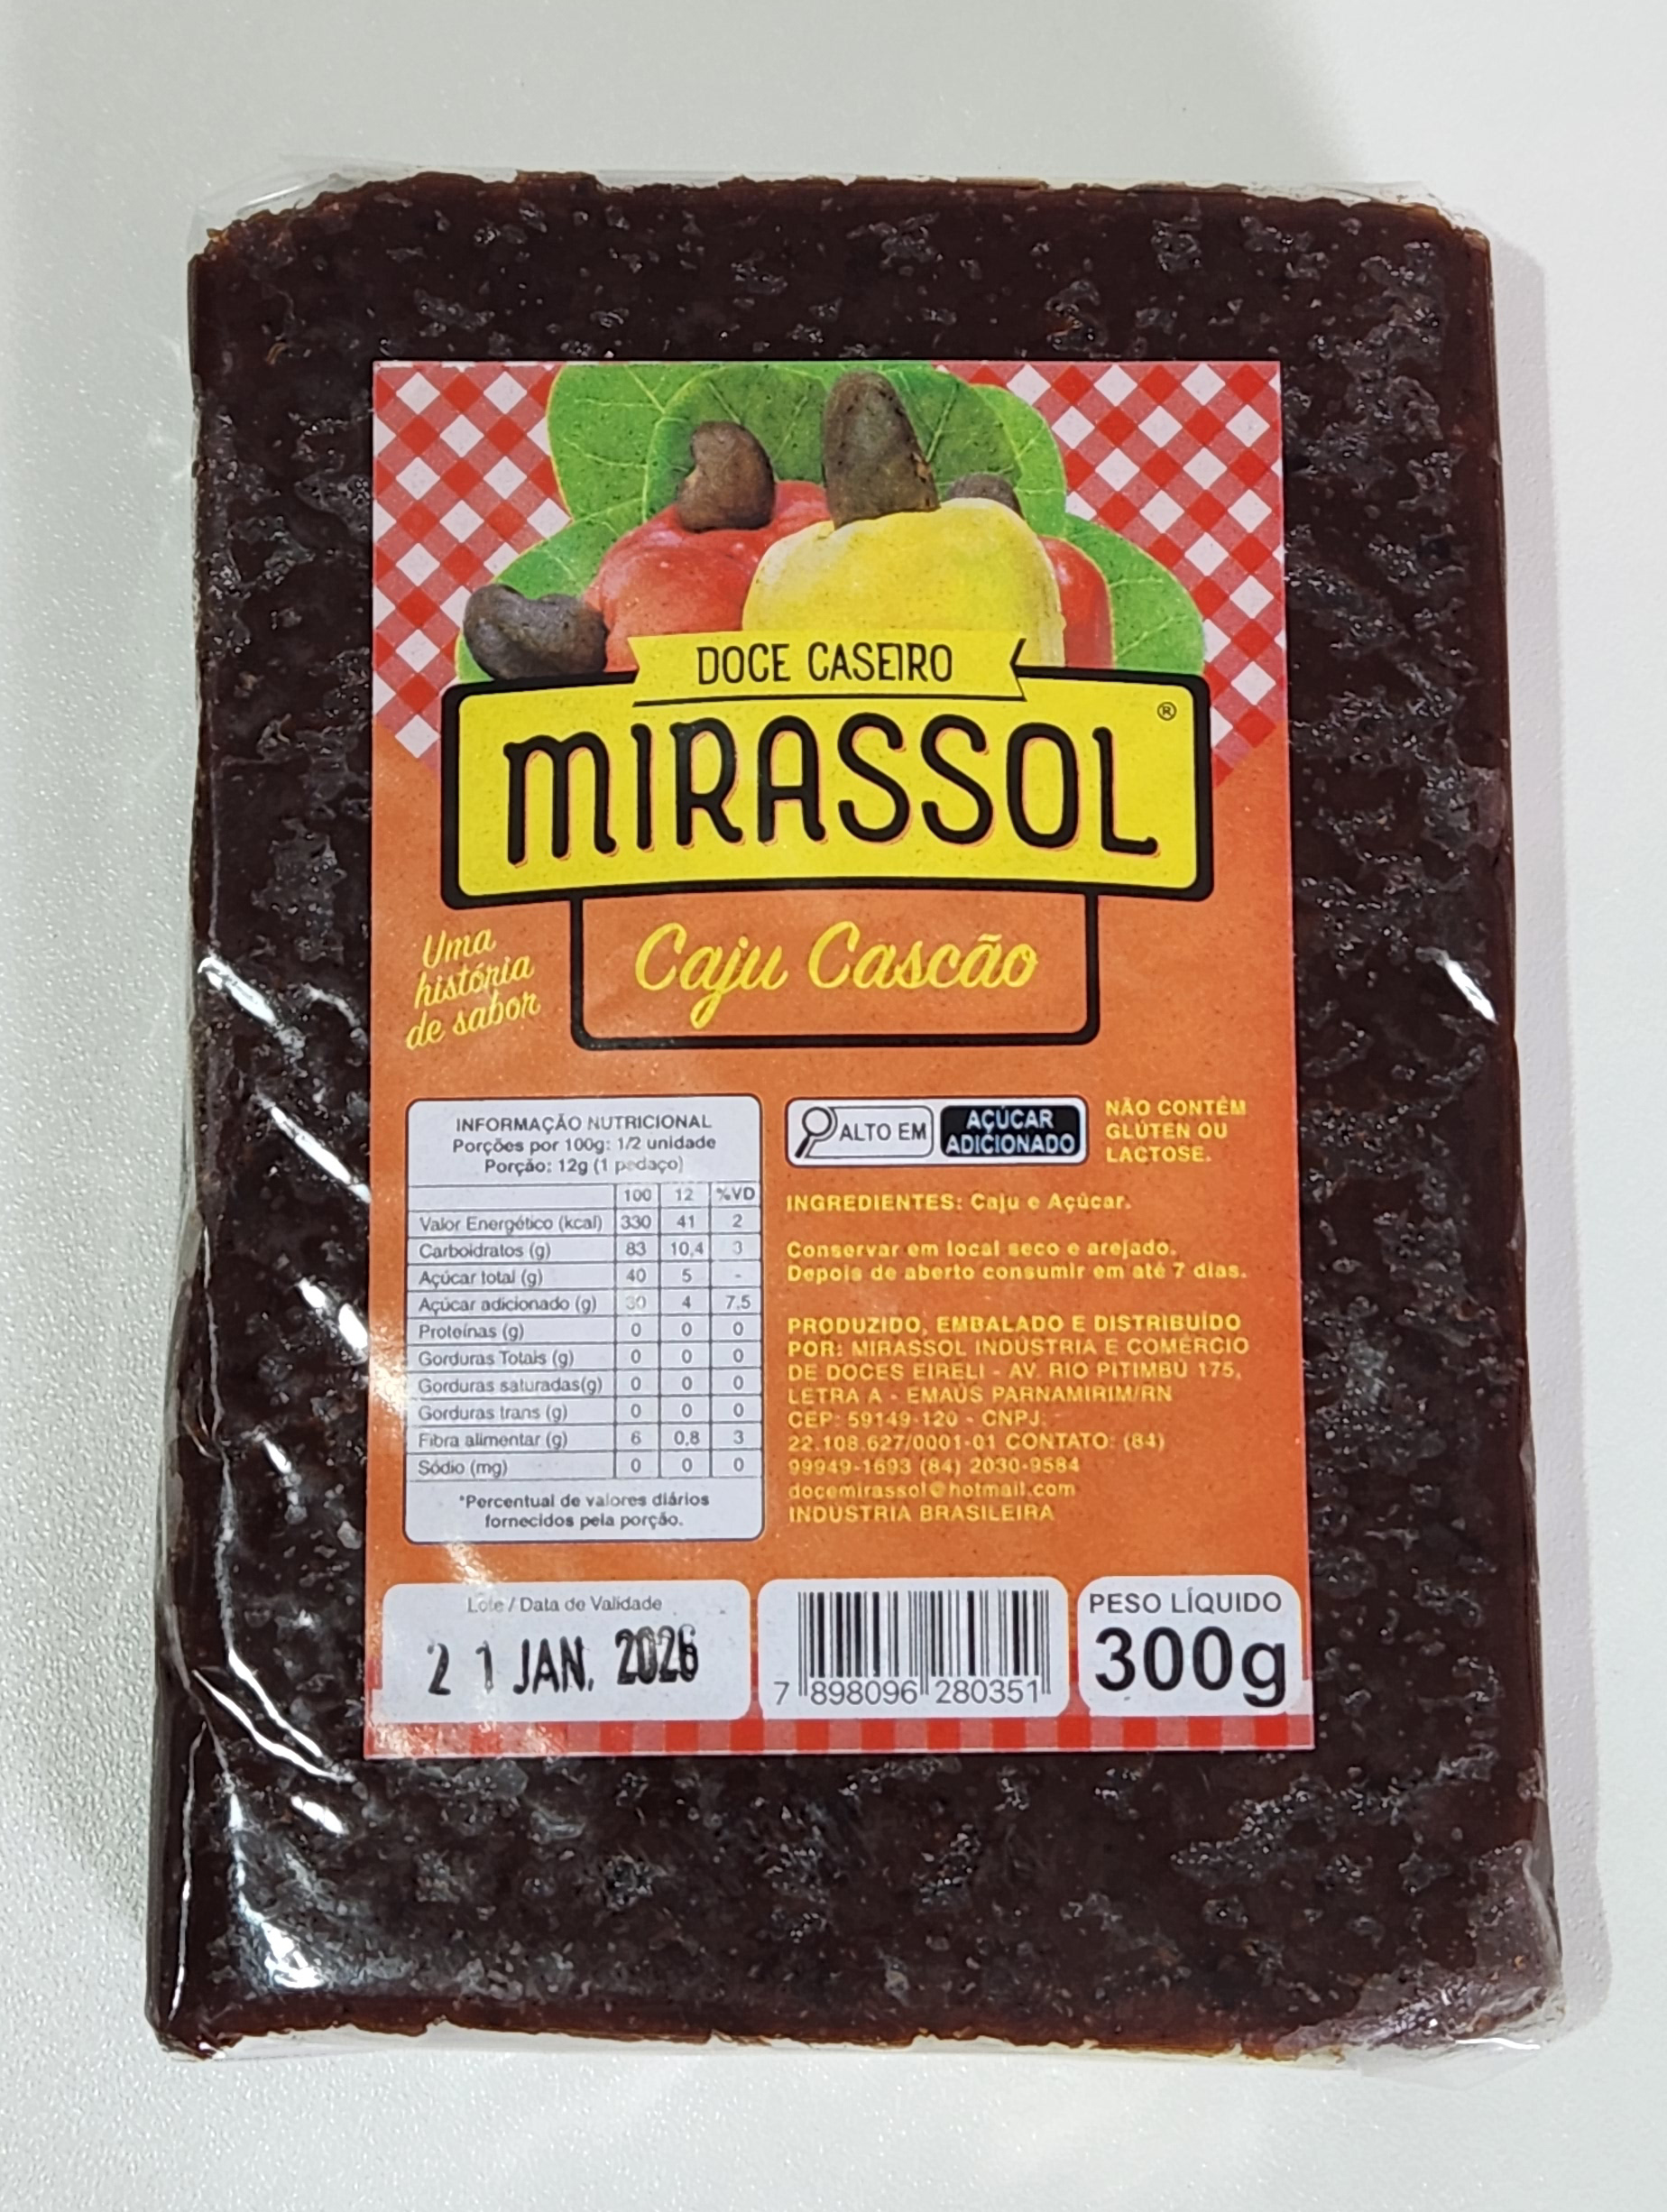 DOCE CASEIRO
MIRASSOL ®
Caju Cascão
Uma
história
de sabor
INFORMAÇÃO NUTRICIONAL
Porções por 100g: 1/2 unidade
Porção: 12g (1 pedaço)
100 12 %VD
Valor Energético (kcal) 330 41 2
Carboidratos (g) 83 10,4 3
Açúcar total (g) 40 5 -
Açúcar adicionado (g) 30 4 7,5
Proteínas (g) 0 0 0
Gorduras Totais (g) 0 0 0
Gorduras saturadas(g) 0 0 0
Gorduras trans (g) 0 0 0
Fibra alimentar (g) 6 0,8 3
Sódio (mg) 0 0 0
*Percentual de valores diários
fornecidos pela porção.
ALTO EM
AÇÚCAR
ADICIONADO
NÃO CONTÊM
GLÚTEN OU
LACTOSE.
INGREDIENTES: Caju e Açúcar.
Conservar em local seco e arejado.
Depois de aberto consumir em até 7 dias.
PRODUZIDO, EMBALADO E DISTRIBUÍDO
POR: MIRASSOL INDÚSTRIA E COMÉRCIO
DE DOCES EIRELI - AV. RIO PITIMBÚ 175,
LETRA A - EMAÚS PARNAMIRIM/RN
CEP: 59149-120 - CNPJ:
22.108.627/0001-01 CONTATO: (84)
99949-1693 (84) 2030-9584
docemirassol@hotmail.com
INDÚSTRIA BRASILEIRA
Lote / Data de Validade
21 JAN. 2026
7 898096 280351
PESO LÍQUIDO
300g